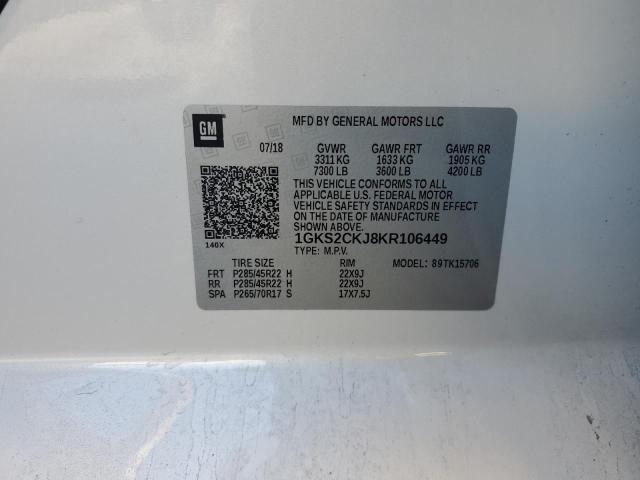 GM
MFD BY GENERAL MOTORS LLC
07/18 GVWR GAWR FRT GAWR RR
3311 KG 1633 KG 1905 KG
7300 LB 3600 LB 4200 LB
THIS VEHICLE CONFORMS TO ALL
APPLICABLE U.S. FEDERAL MOTOR
VEHICLE SAFETY STANDARDS IN EFFECT
ON THE DATE OF MANUFACTURE
SHOWN ABOVE.
1GKS2CKJ8KR106449
140X TYPE: M.P.V.
TIRE SIZE RIM MODEL: 89TK15706
FRT P285/45R22 H 22X9J
RR P285/45R22 H 22X9J
SPA P265/70R17 S 17X7.5J